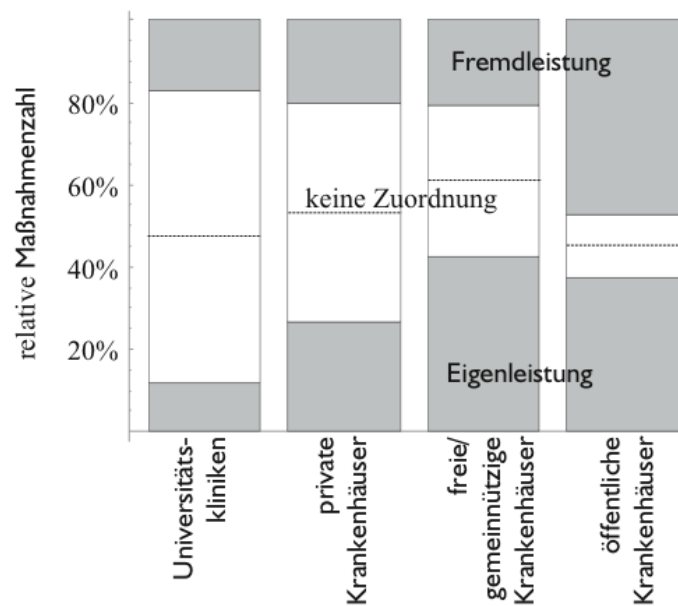 relative Maßnahmenzahl
80%
60%
40%
20%
Fremdleistung
keine Zuordnung
Eigenleistung
Universitäts-
kliniken
private
Krankenhäuser
freie/
gemeinnützige
Krankenhäuser
öffentliche
Krankenhäuser